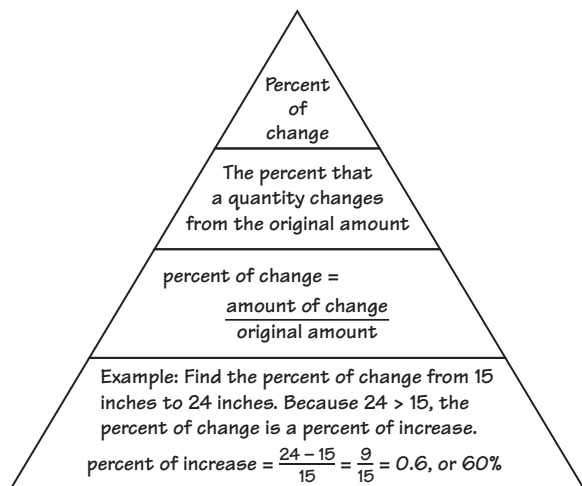 Percent
of
change
The percent that
a quantity changes
from the original amount
percent of change =
amount of change
original amount
Example: Find the percent of change from 15
inches to 24 inches. Because 24 > 15, the
percent of change is a percent of increase.
percent of increase = 24 – 15 / 15 = 9 / 15 = 0.6, or 60%